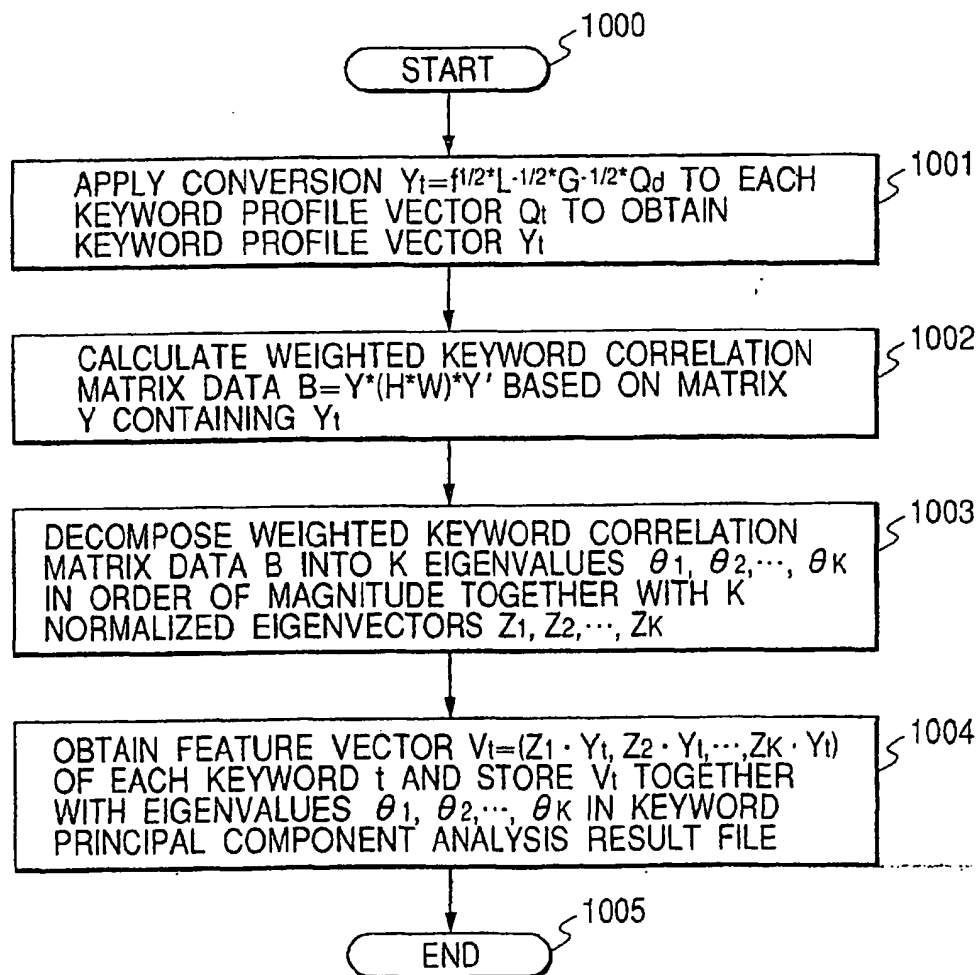 1000
START
1001
APPLY CONVERSION Yt=f1/2*L-1/2*G-1/2*Qd TO EACH
KEYWORD PROFILE VECTOR Qt TO OBTAIN
KEYWORD PROFILE VECTOR Yt
1002
CALCULATE WEIGHTED KEYWORD CORRELATION
MATRIX DATA B=Y*(H*W)*Y' BASED ON MATRIX
Y CONTAINING Yt
1003
DECOMPOSE WEIGHTED KEYWORD CORRELATION
MATRIX DATA B INTO K EIGENVALUES θ1, θ2,···, θK
IN ORDER OF MAGNITUDE TOGETHER WITH K
NORMALIZED EIGENVECTORS Z1, Z2,···, ZK
1004
OBTAIN FEATURE VECTOR Vt=(Z1·Yt, Z2·Yt,···,ZK·Yt)
OF EACH KEYWORD t AND STORE Vt TOGETHER
WITH EIGENVALUES θ1, θ2,···, θK IN KEYWORD
PRINCIPAL COMPONENT ANALYSIS RESULT FILE
1005
END